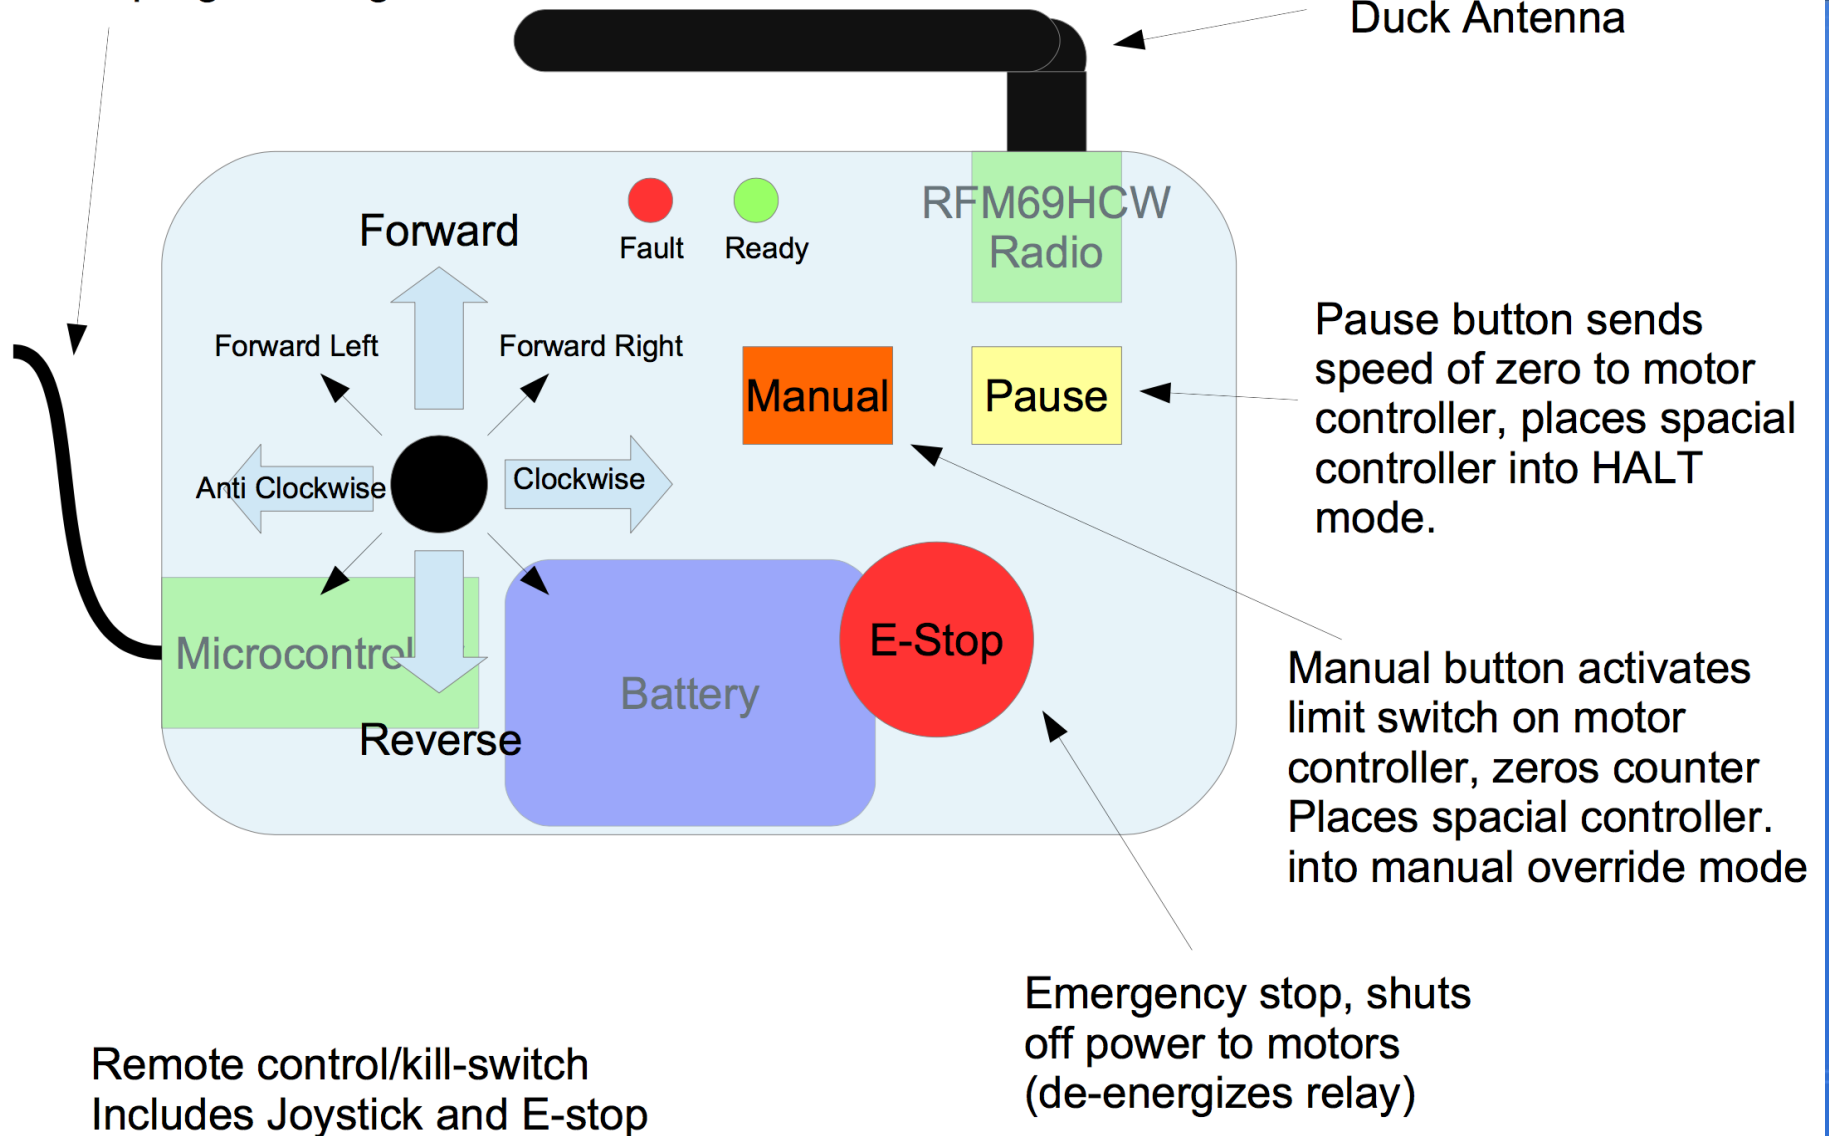 Duck Antenna
RFM69HCW
Radio
Forward
Fault
Ready
Forward Left
Forward Right
Manual
Pause
Pause button sends
speed of zero to motor
controller, places spacial
controller into HALT
mode.
Anti Clockwise
Clockwise
E-Stop
Microcontrol
Battery
Reverse
Manual button activates
limit switch on motor
controller, zeros counter
Places spacial controller.
into manual override mode
Emergency stop, shuts
off power to motors
(de-energizes relay)
Remote control/kill-switch
Includes Joystick and E-stop